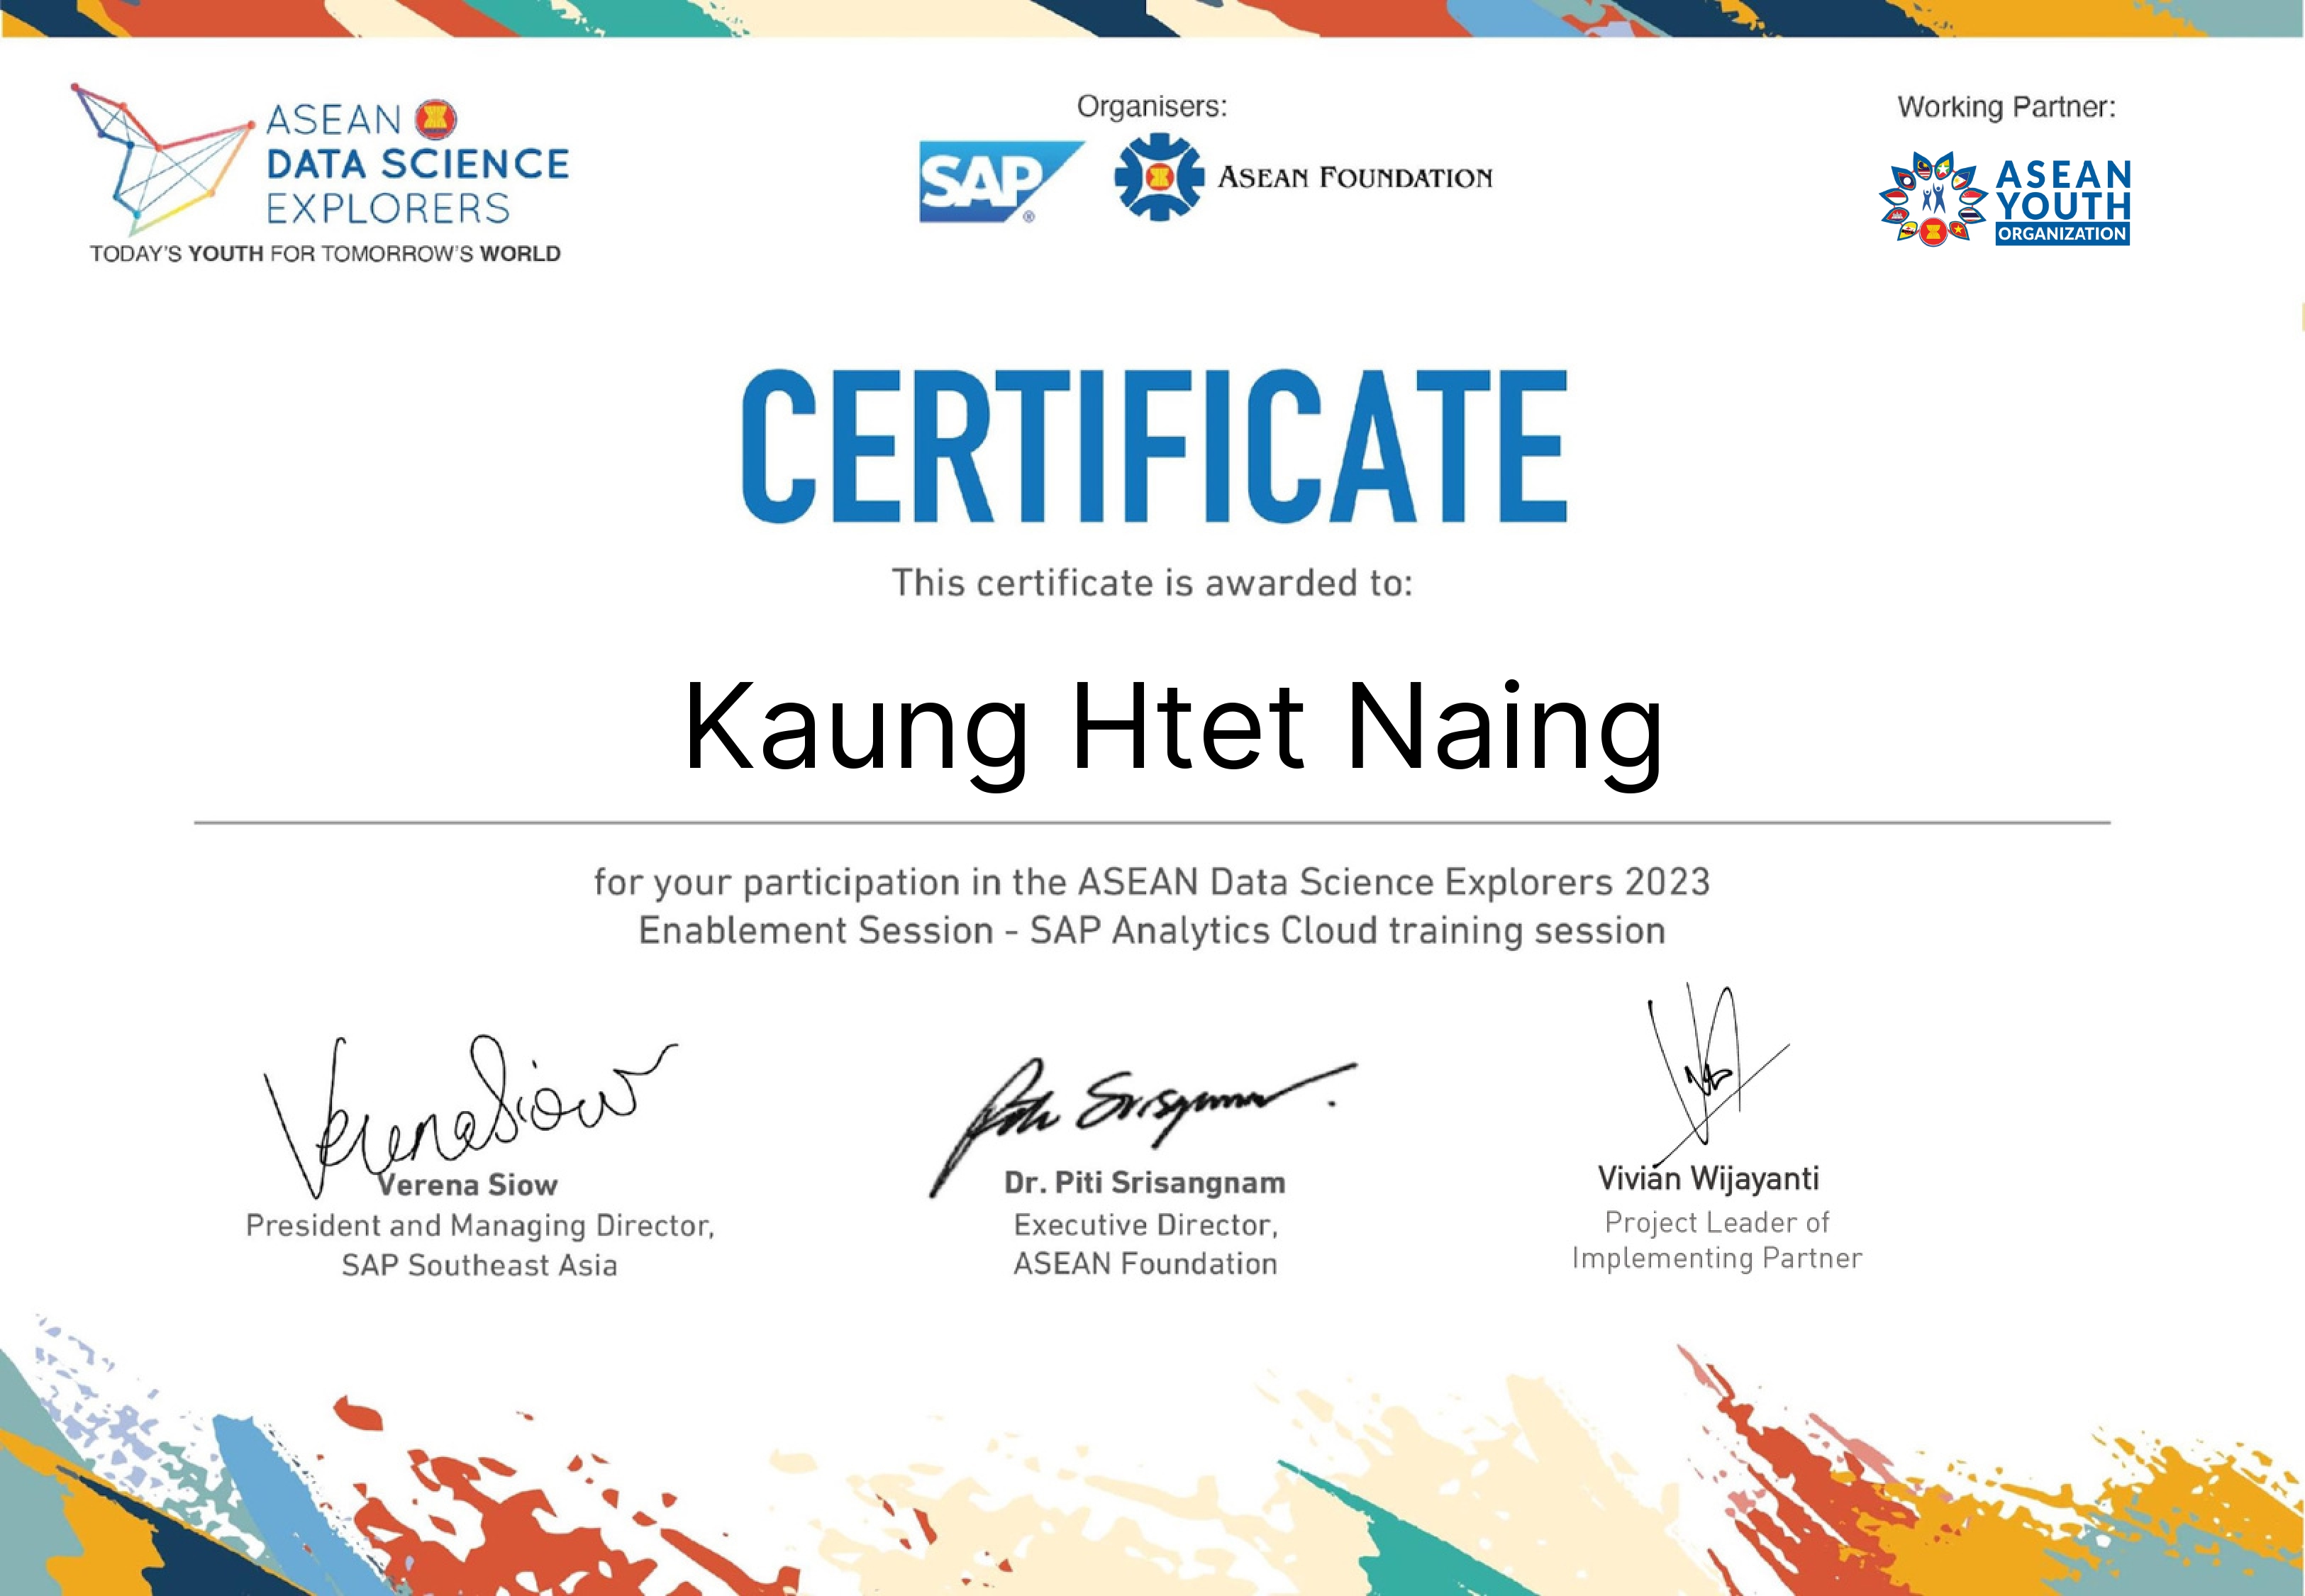 ASEAN
DATA SCIENCE
EXPLORERS
TODAY'S YOUTH FOR TOMORROW'S WORLD
Organisers:
SAP ®
ASEAN FOUNDATION
Working Partner:
ASEAN
YOUTH
ORGANIZATION
CERTIFICATE
This certificate is awarded to:
Kaung Htet Naing
for your participation in the ASEAN Data Science Explorers 2023
Enablement Session - SAP Analytics Cloud training session
Verena Siow
Verena Siow
President and Managing Director,
SAP Southeast Asia
Dr. Piti Srisangnam
Executive Director,
ASEAN Foundation
Vivian Wijayanti
Project Leader of
Implementing Partner